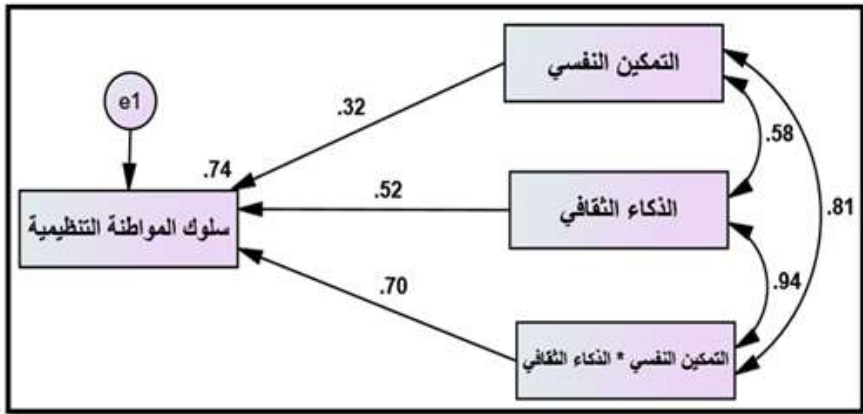 التمكين النفسي
e1
.32
.58
.74
.52
الذكاء الثقافي
.81
سلوك المواطنة التنظيمية
.70
.94
التمكين النفسي * الذكاء الثقافي